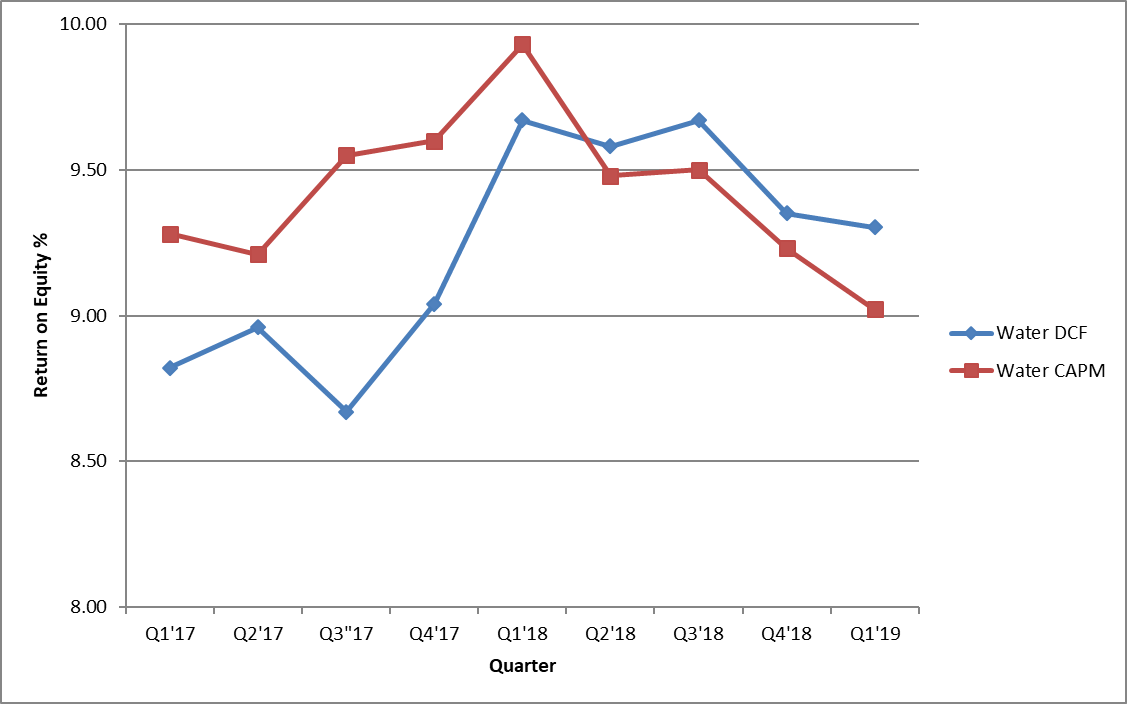 10.00
9.50
9.00
8.50
8.00
Return on Equity %
Q1'17 Q2'17 Q3"17 Q4'17 Q1'18 Q2'18 Q3'18 Q4'18 Q1'19
Quarter
Water DCF
Water CAPM